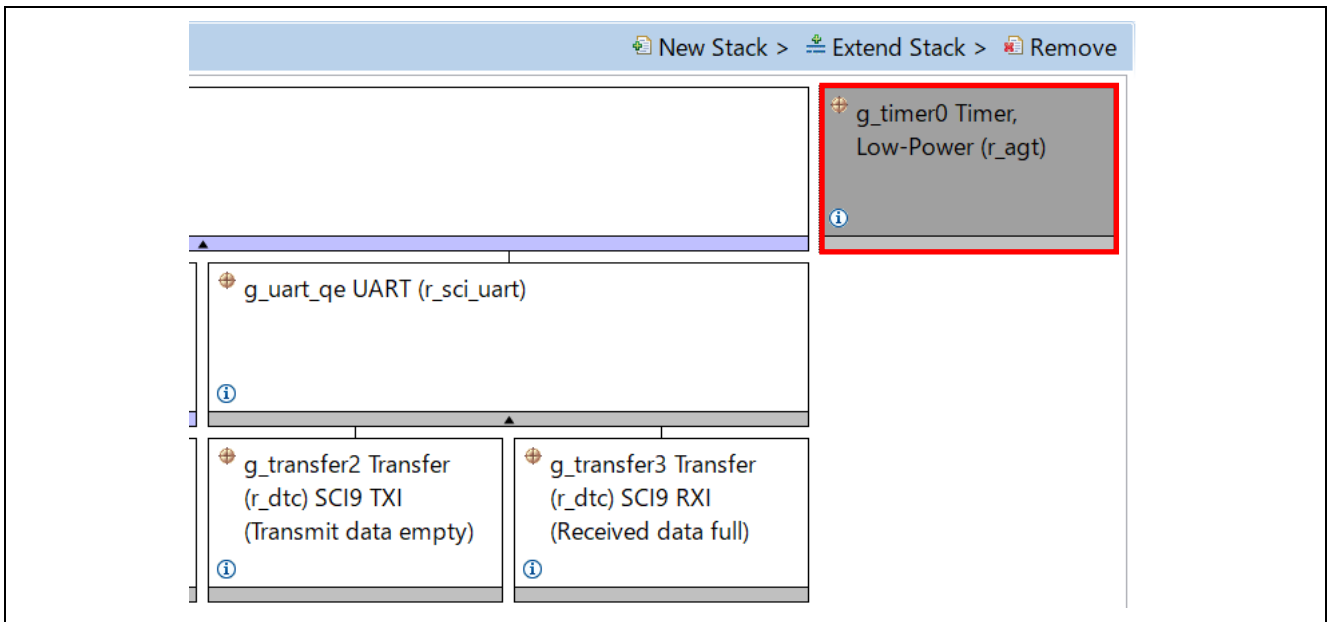 New Stack > Extend Stack > Remove
g_timer0 Timer,
Low-Power (r_agt)
g_uart_qe UART (r_sci_uart)
g_transfer2 Transfer
(r_dtc) SCI9 TXI
(Transmit data empty)
g_transfer3 Transfer
(r_dtc) SCI9 RXI
(Received data full)